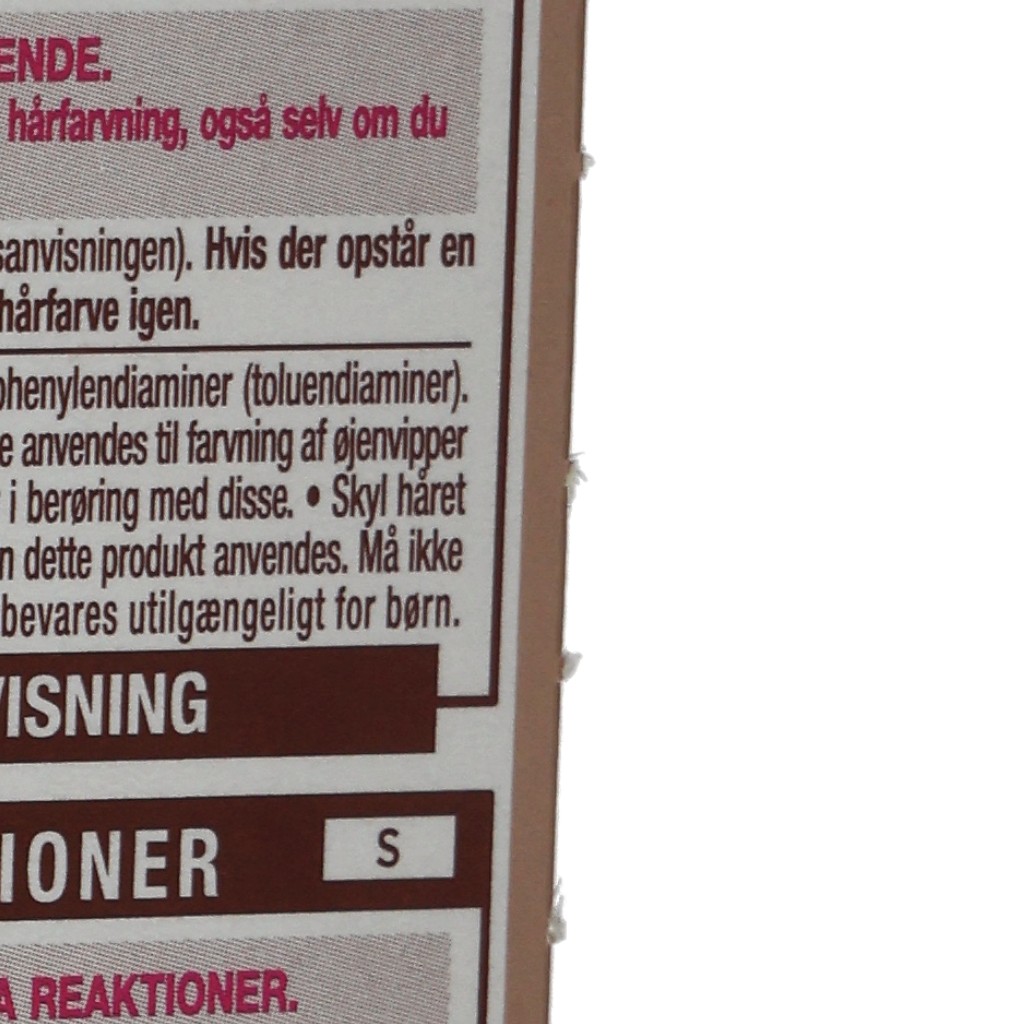 ENDE.
hårfarvning, også selv om du
sanvisningen). Hvis der opstår en
hårfarve igen.
phenylendiaminer (toluendiaminer).
e anvendes til farvning af øjenvipper
i berøring med disse. • Skyl håret
n dette produkt anvendes. Må ikke
bevares utilgængeligt for børn.
VISNING
IONER S
A REAKTIONER.